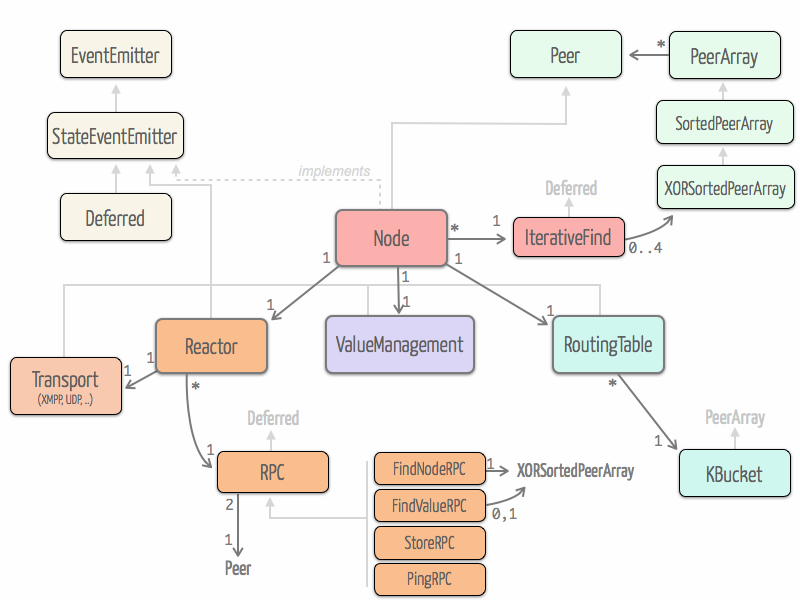 EventEmitter
Peer
*
PeerArray
StateEventEmitter
SortedPeerArray
implements
Deferred
XORSortedPeerArray
Deferred
Node
*
1
IterativeFind
0..4
1
1
1
1
1
1
Reactor
ValueManagement
RoutingTable
1
1
Transport
(XMPP, UDP, ..)
*
*
Deferred
PeerArray
1
1
RPC
FindNodeRPC
1
XORSortedPeerArray
KBucket
2
FindValueRPC
0,1
1
StoreRPC
Peer
PingRPC